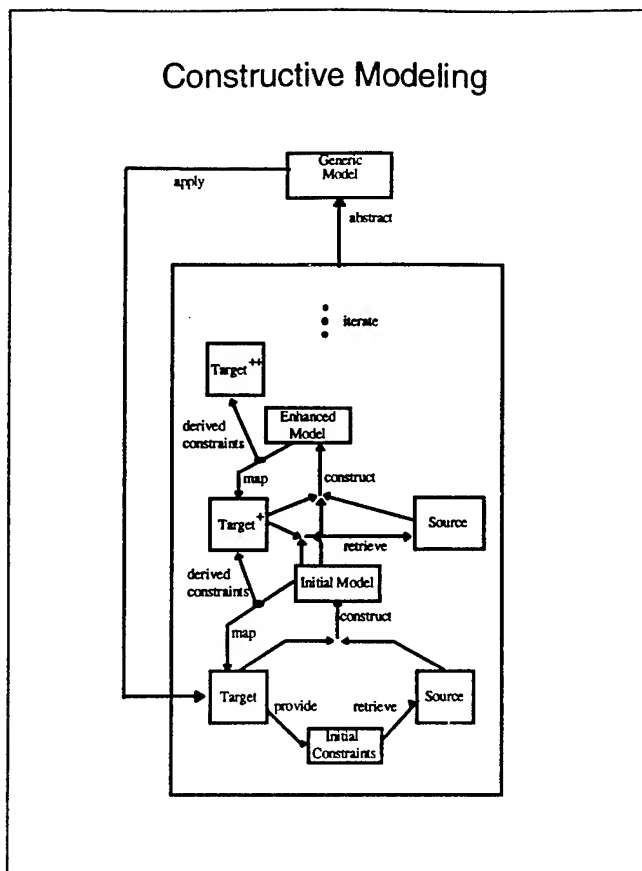 Constructive Modeling
Generic
Model
apply
abstract
iterate
Target ++
Enhanced
Model
derived
constraints
map
construct
Target +
Source
retrieve
derived
constraints
Initial Model
construct
map
Target
provide
retrieve
Source
Initial
Constraints